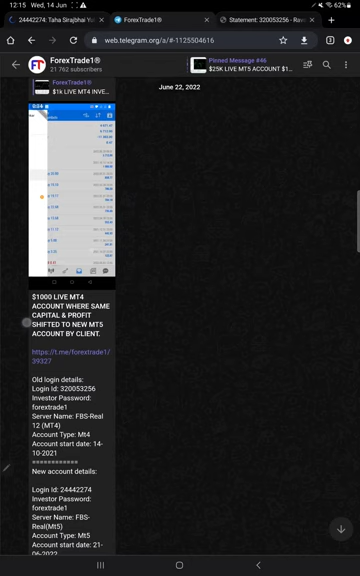 12:15 Wed, 14 Jun
81%
24442274: Taha Sirajbhai Yu
ForexTrade1®
Statement: 320053256 - Rav
web.telegram.org/a/#-1125504616
ForexTrade1®
21 762 subscribers
Pinned Message #46
$25K LIVE MT5 ACCOUNT $1...
ForexTrade1®
$1k LIVE MT4 INVE...
June 22, 2022
$1000 LIVE MT4
ACCOUNT WHERE SAME
CAPITAL & PROFIT
SHIFTED TO NEW MT5
ACCOUNT BY CLIENT.
https://t.me/forextrade1/
39327
Old login details:
Login Id: 320053256
Investor Password:
forextrade1
Server Name: FBS-Real
12 (MT4)
Account Type: Mt4
Account start date: 14-
10-2021
===========
New account details:
Login Id: 24442274
Investor Password:
forextrade1
Server Name: FBS-
Real(Mt5)
Account Type: Mt5
Account start date: 21-
06-2022